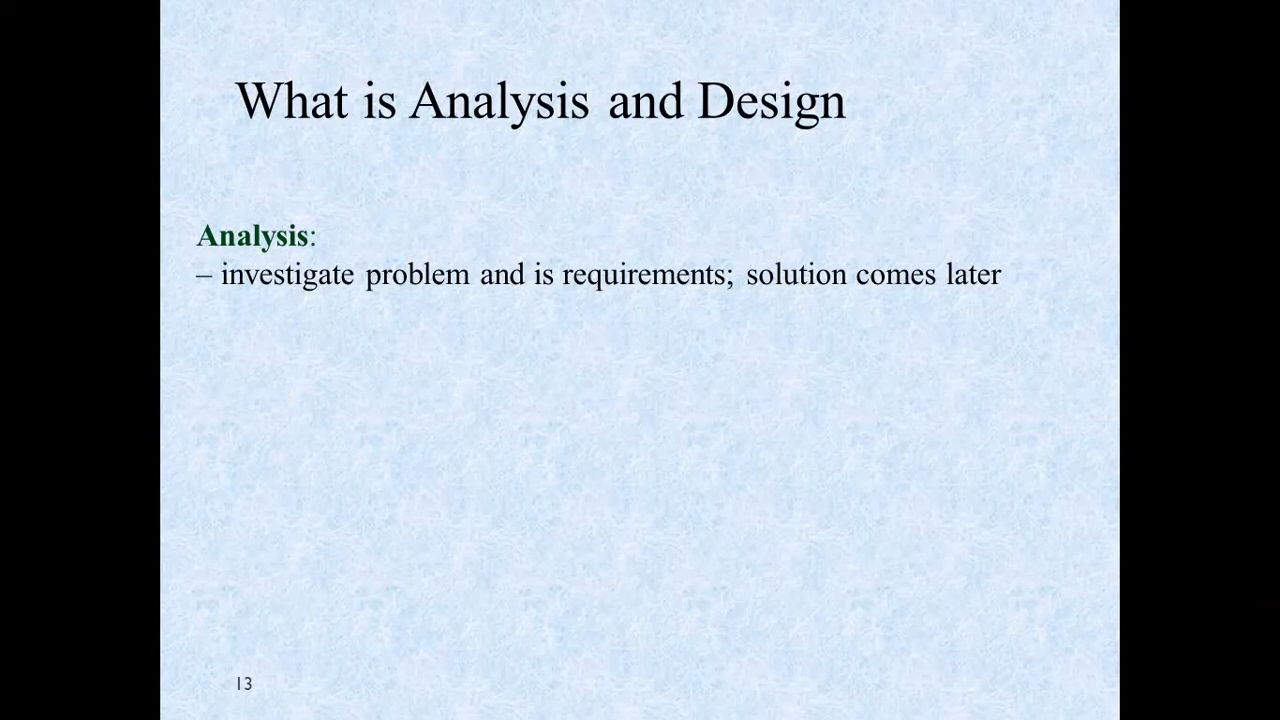 What is Analysis and Design
Analysis:
– investigate problem and is requirements; solution comes later
13